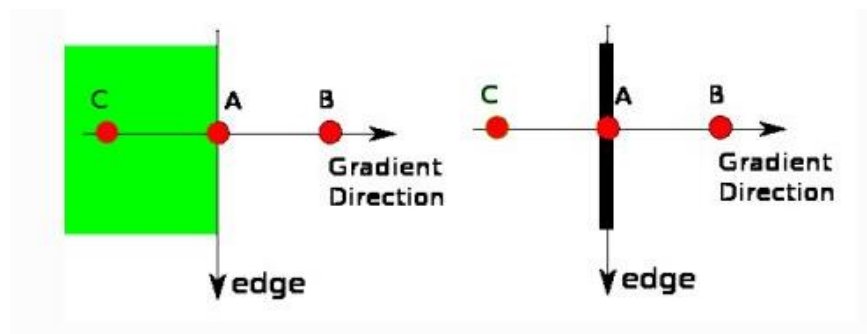 C A B
Gradient
Direction
edge
C A B
Gradient
Direction
edge